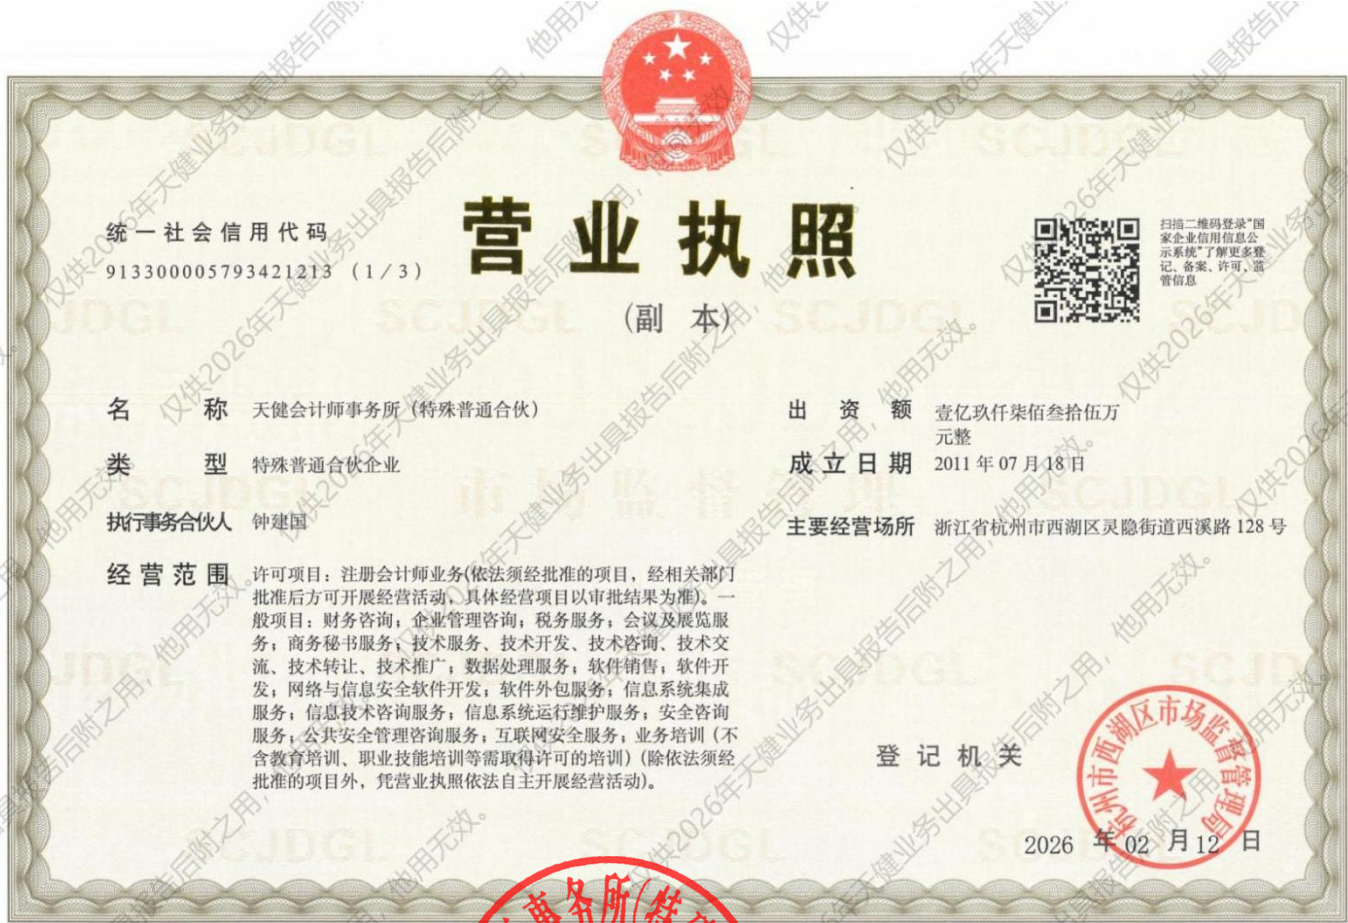 营业执照
(副 本)
统一社会信用代码
913300005793421213 (1/3)
扫描二维码登录“国
家企业信用信息公
示系统”了解更多登
记、备案、许可、监
管信息
名 称 天健会计师事务所(特殊普通合伙)
类 型 特殊普通合伙企业
执行事务合伙人 钟建国
经营范围 许可项目:注册会计师业务(依法须经批准的项目,经相关部门
批准后方可开展经营活动,具体经营项目以审批结果为准)。一
般项目:财务咨询;企业管理咨询;税务服务;会议及展览服
务;商务秘书服务;技术服务、技术开发、技术咨询、技术交
流、技术转让、技术推广;数据处理服务;软件销售;软件开
发;网络与信息安全软件开发;软件外包服务;信息系统集成
服务;信息技术咨询服务;信息系统运行维护服务;安全咨询
服务;公共安全管理咨询服务;互联网安全服务;业务培训(不
含教育培训、职业技能培训等需取得许可的培训)(除依法须经
批准的项目外,凭营业执照依法自主开展经营活动)。
出 资 额 壹亿玖仟柒佰叁拾伍万
元整
成立日期 2011年07月18日
主要经营场所 浙江省杭州市西湖区灵隐街道西溪路128号
登记机关
杭州市西湖区市场监督管理局
2026 年 02 月 12 日
事务所(特殊
仅供2026年天健业务出具报告后附之用,他用无效。
SCJDGL
市场监督管理